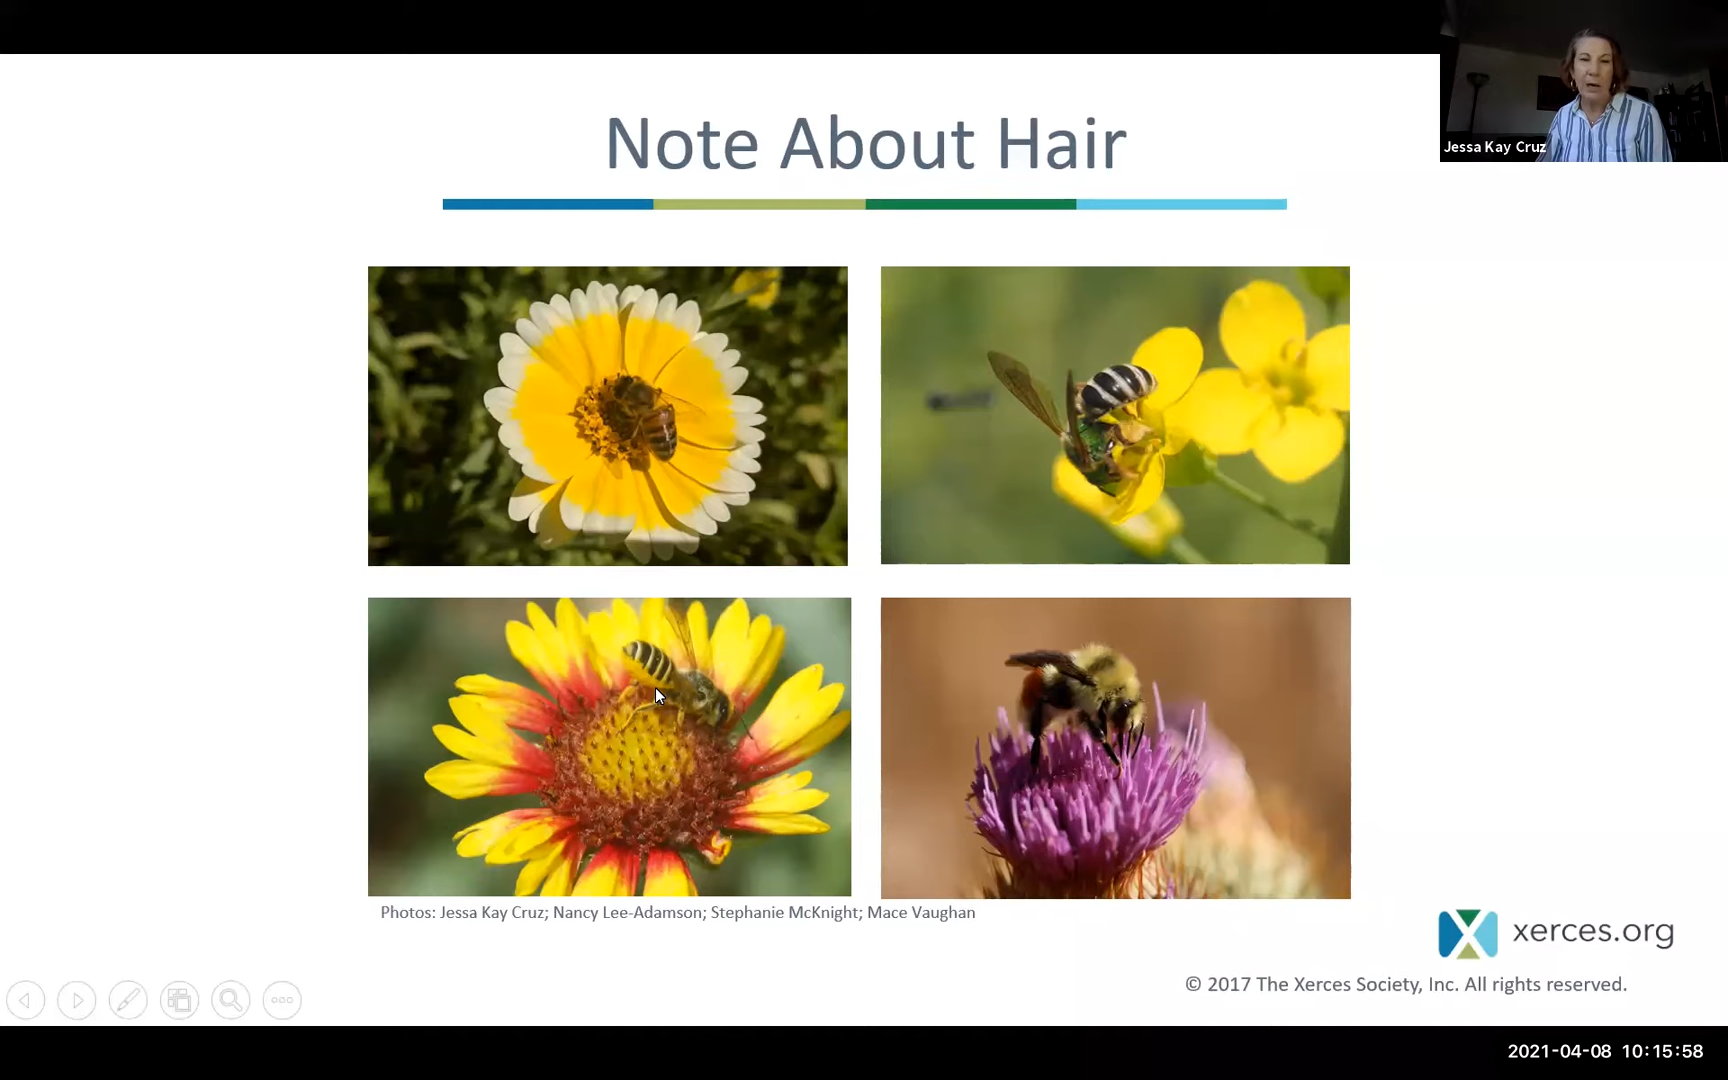 Note About Hair
Jessa Kay Cruz
Photos: Jessa Kay Cruz; Nancy Lee-Adamson; Stephanie McKnight; Mace Vaughan
xerces.org
© 2017 The Xerces Society, Inc. All rights reserved.
2021-04-08 10:15:58